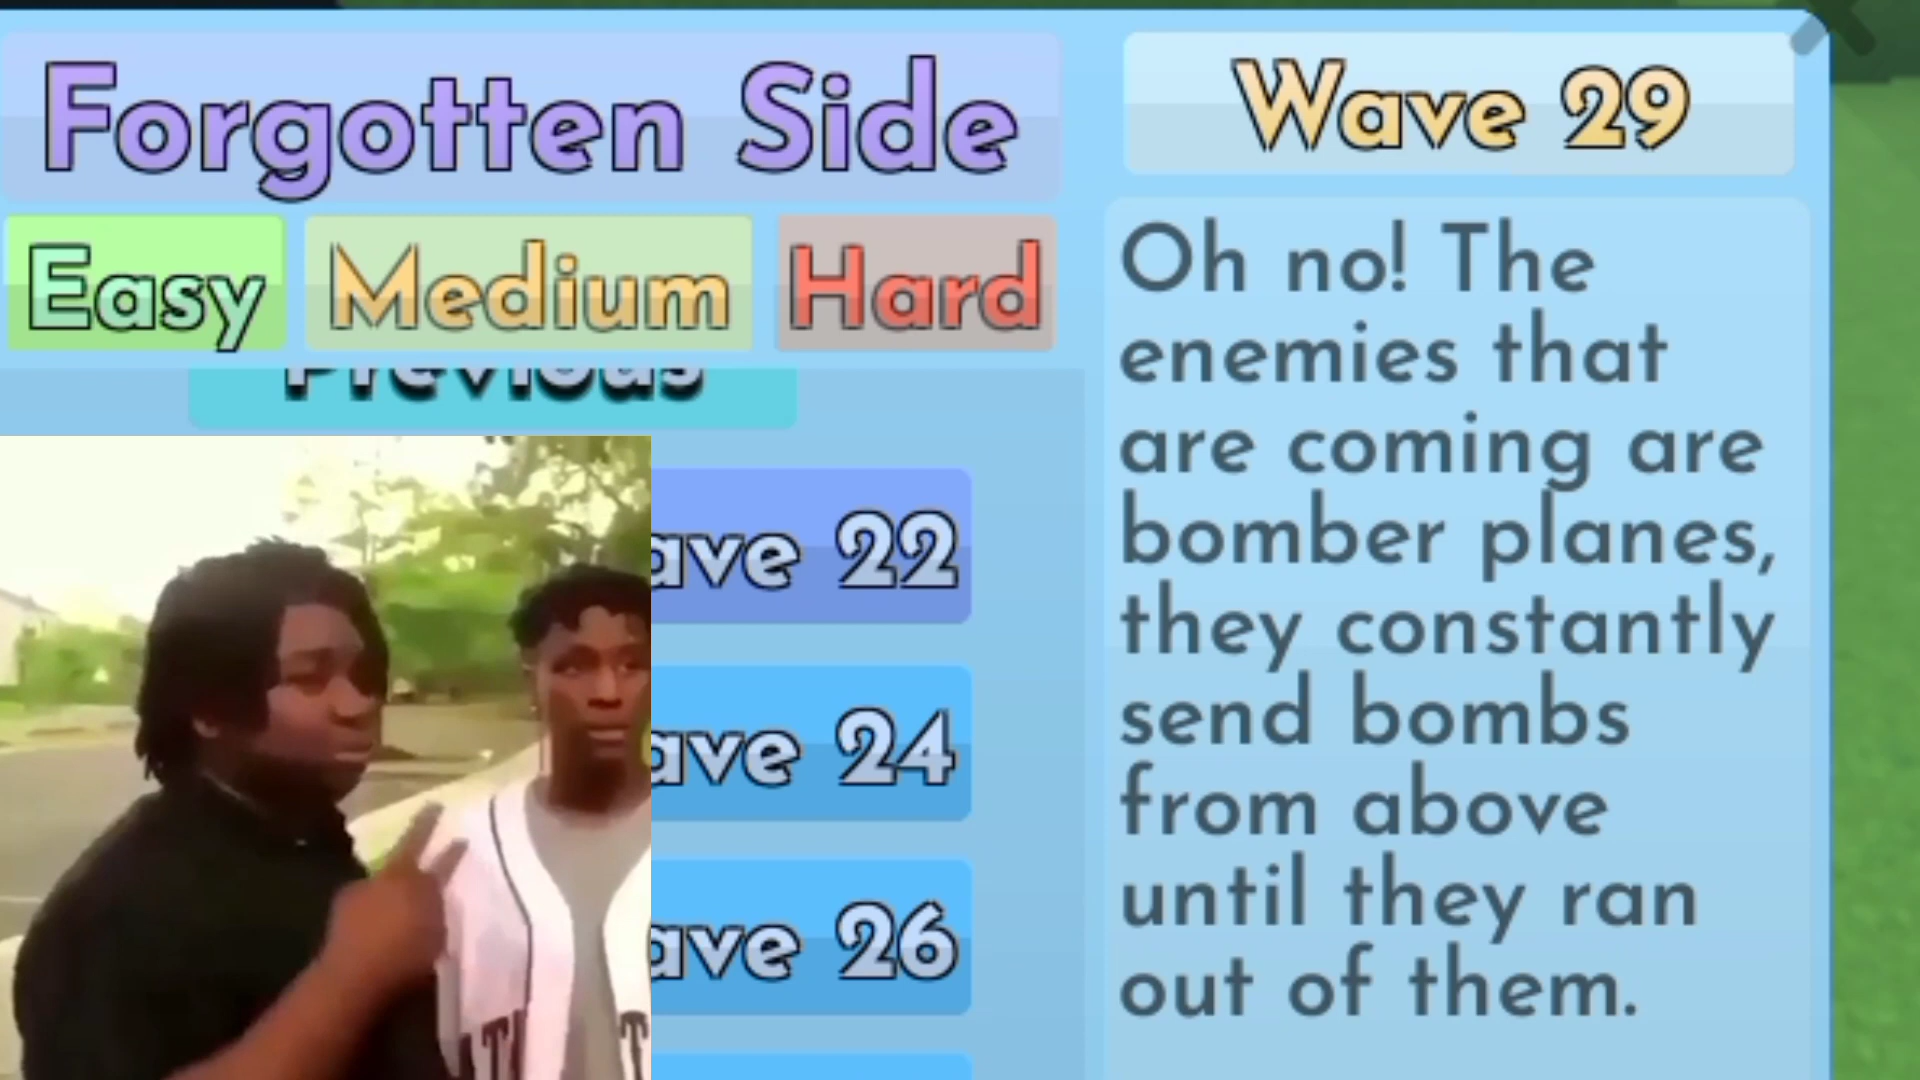 Forgotten Side
Easy Medium Hard
Previous
ave 22
ave 24
ave 26
Wave 29
Oh no! The
enemies that
are coming are
bomber planes,
they constantly
send bombs
from above
until they ran
out of them.